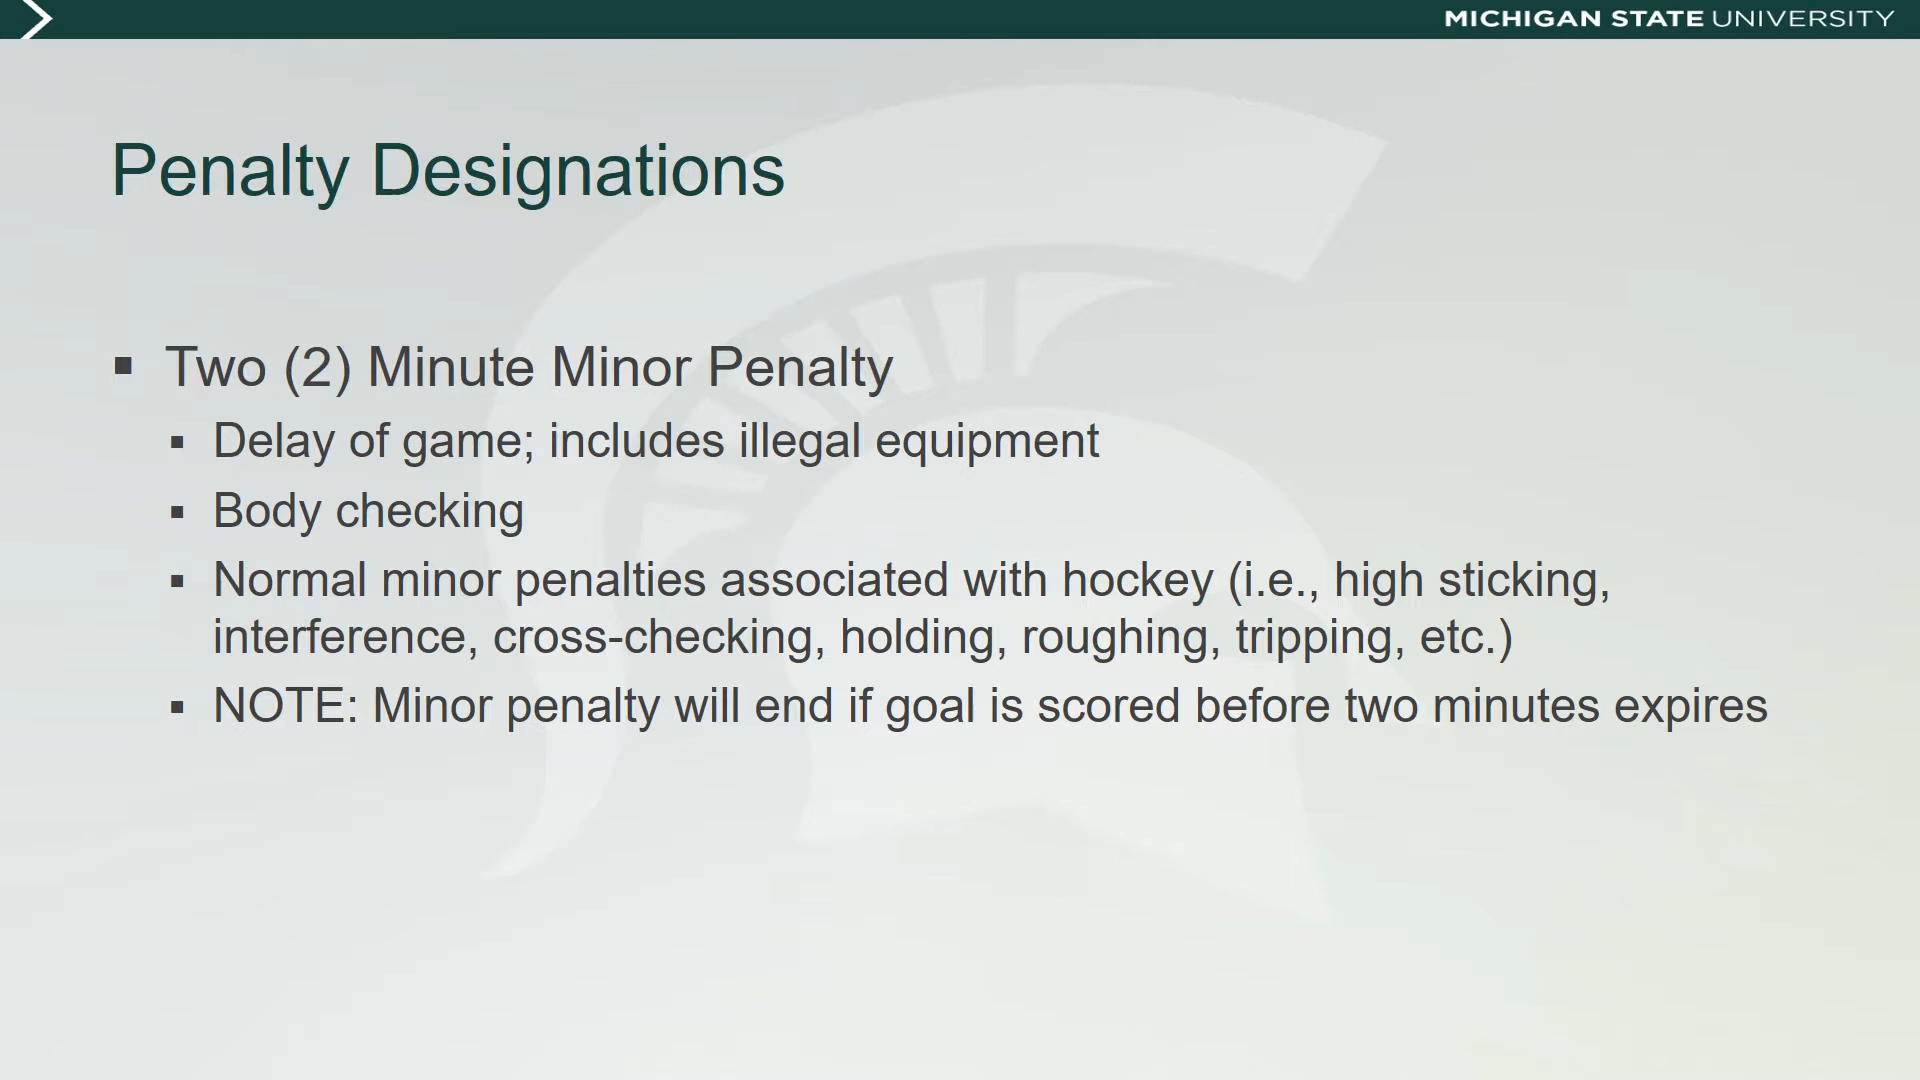 MICHIGAN STATE UNIVERSITY
Penalty Designations
▪ Two (2) Minute Minor Penalty
▪ Delay of game; includes illegal equipment
▪ Body checking
▪ Normal minor penalties associated with hockey (i.e., high sticking,
interference, cross-checking, holding, roughing, tripping, etc.)
▪ NOTE: Minor penalty will end if goal is scored before two minutes expires